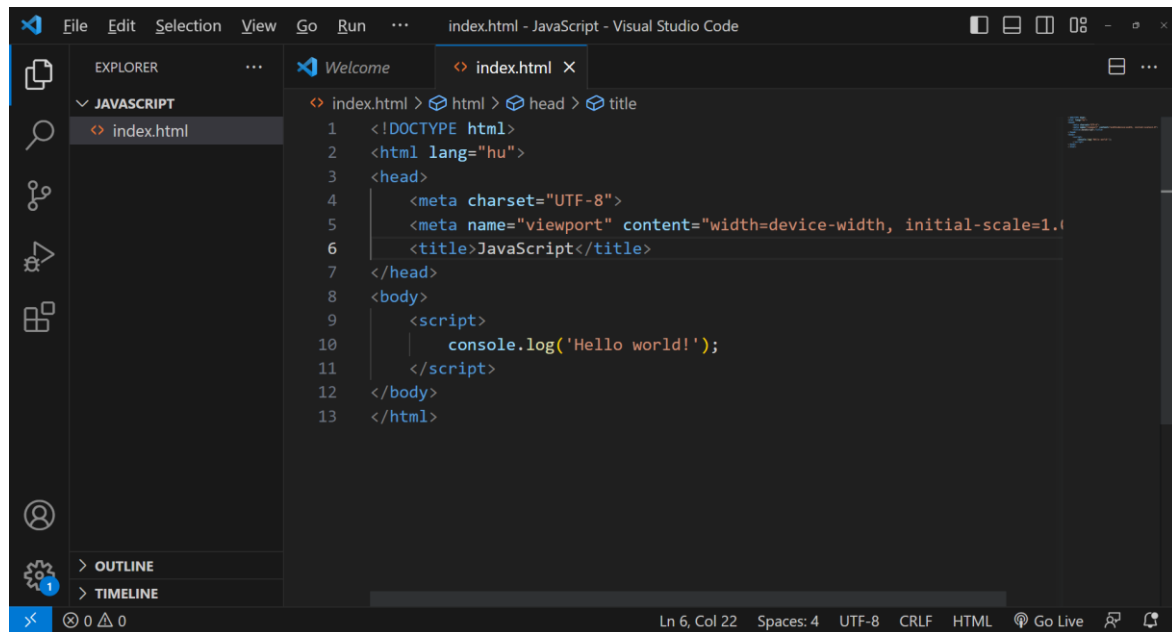 File Edit Selection View Go Run ··· index.html - JavaScript - Visual Studio Code
EXPLORER ···
JAVASCRIPT
index.html
Welcome index.html
index.html > html > head > title
1 <!DOCTYPE html>
2 <html lang="hu">
3 <head>
4 <meta charset="UTF-8">
5 <meta name="viewport" content="width=device-width, initial-scale=1.0
6 <title>JavaScript</title>
7 </head>
8 <body>
9 <script>
10 console.log('Hello world!');
11 </script>
12 </body>
13 </html>
OUTLINE
1
TIMELINE
0 0 Ln 6, Col 22 Spaces: 4 UTF-8 CRLF HTML Go Live